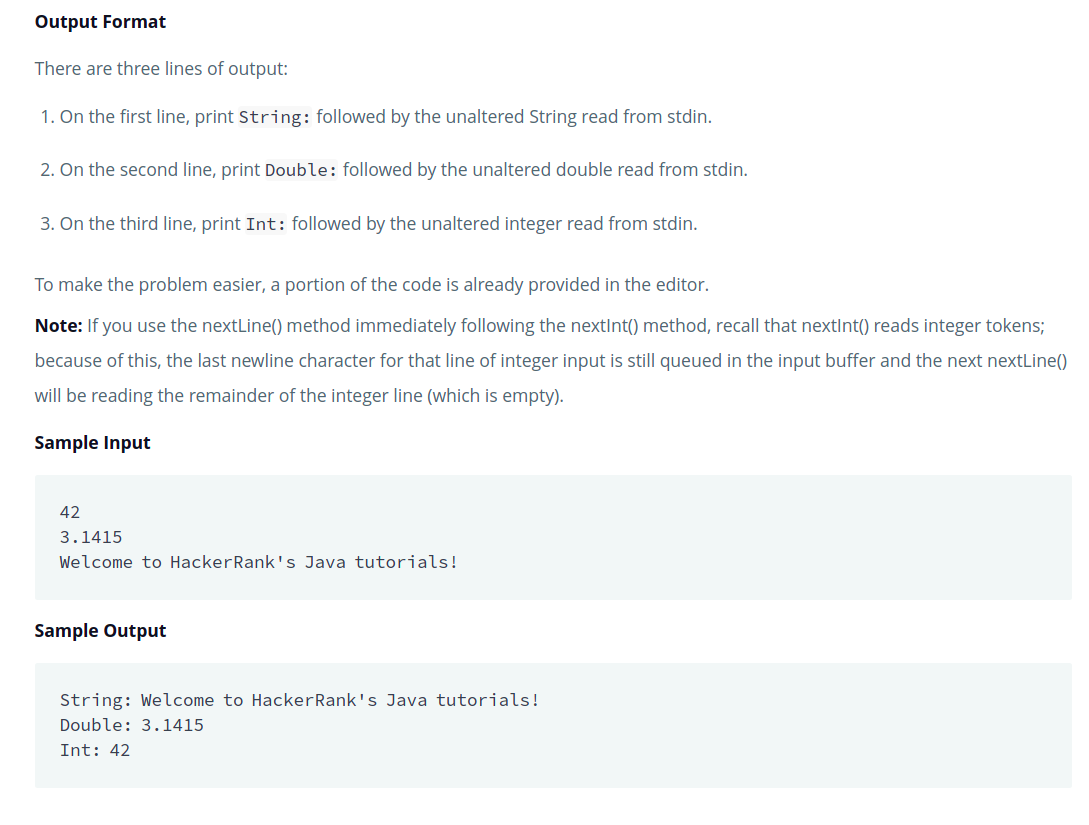 Output Format
There are three lines of output:
1. On the first line, print String: followed by the unaltered String read from stdin.
2. On the second line, print Double: followed by the unaltered double read from stdin.
3. On the third line, print Int: followed by the unaltered integer read from stdin.
To make the problem easier, a portion of the code is already provided in the editor.
Note: If you use the nextLine() method immediately following the nextInt() method, recall that nextInt() reads integer tokens;
because of this, the last newline character for that line of integer input is still queued in the input buffer and the next nextLine()
will be reading the remainder of the integer line (which is empty).
Sample Input
42
3.1415
Welcome to HackerRank's Java tutorials!
Sample Output
String: Welcome to HackerRank's Java tutorials!
Double: 3.1415
Int: 42